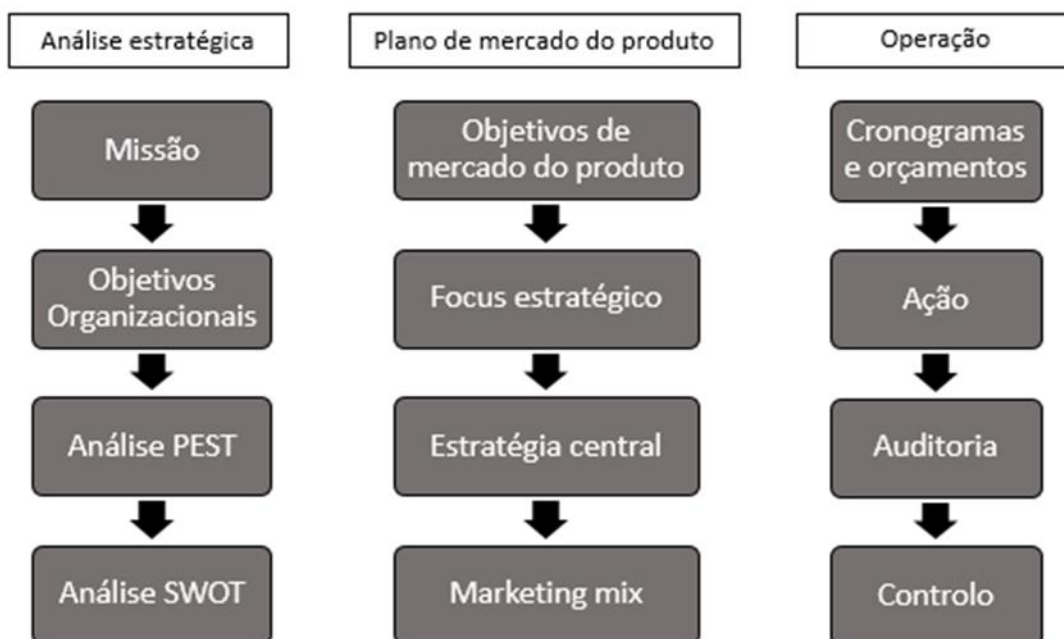 Análise estratégica
Plano de mercado do produto
Operação
Missão
Objetivos
Organizacionais
Análise PEST
Análise SWOT
Objetivos de
mercado do produto
Focus estratégico
Estratégia central
Marketing mix
Cronogramas
e orçamentos
Ação
Auditoria
Controlo